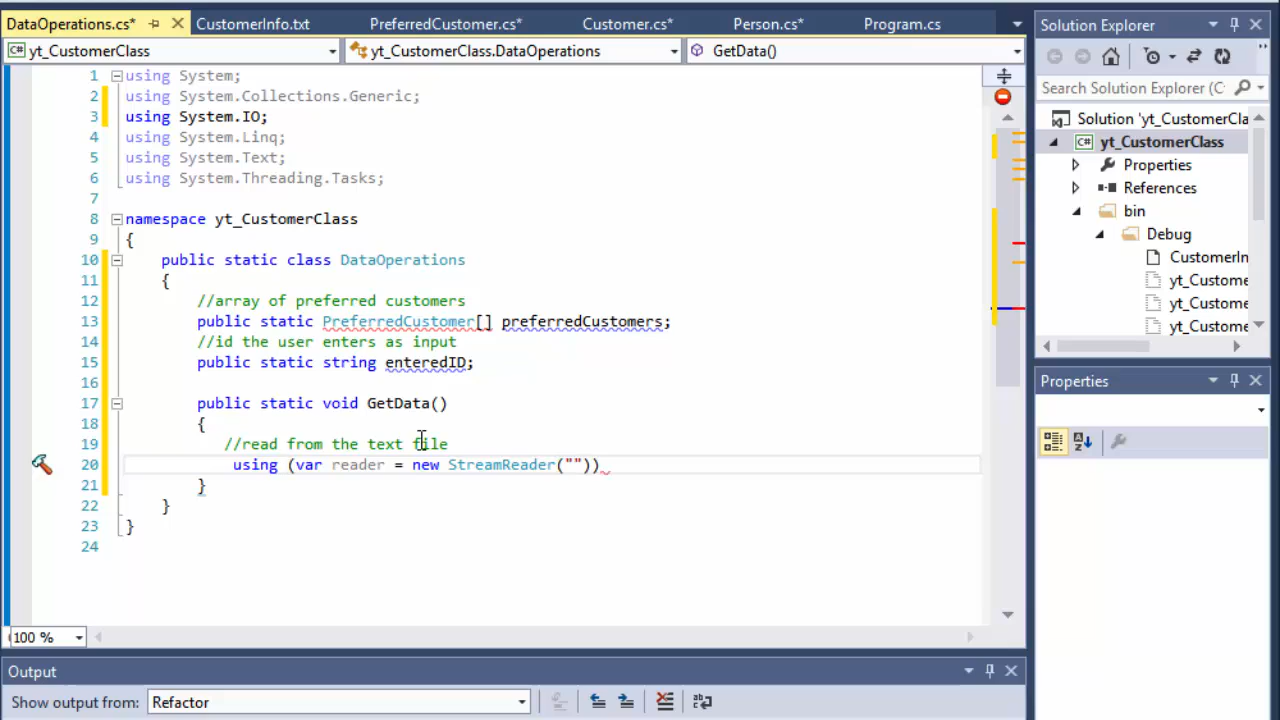 DataOperations.cs* CustomerInfo.txt PreferredCustomer.cs* Customer.cs* Person.cs* Program.cs
yt_CustomerClass yt_CustomerClass.DataOperations GetData()
1 using System;
2 using System.Collections.Generic;
3 using System.IO;
4 using System.Linq;
5 using System.Text;
6 using System.Threading.Tasks;
7
8 namespace yt_CustomerClass
9 {
10 public static class DataOperations
11 {
12 //array of preferred customers
13 public static PreferredCustomer[] preferredCustomers;
14 //id the user enters as input
15 public static string enteredID;
16
17 public static void GetData()
18 {
19 //read from the text file
20 using (var reader = new StreamReader(""))
21 }
22 }
23 }
24
100 %
Output
Show output from: Refactor
Solution Explorer
Search Solution Explorer (C
Solution 'yt_CustomerCla
C# yt_CustomerClass
Properties
References
bin
Debug
CustomerIn
yt_Custome
yt_Custome
yt_Custome
Properties